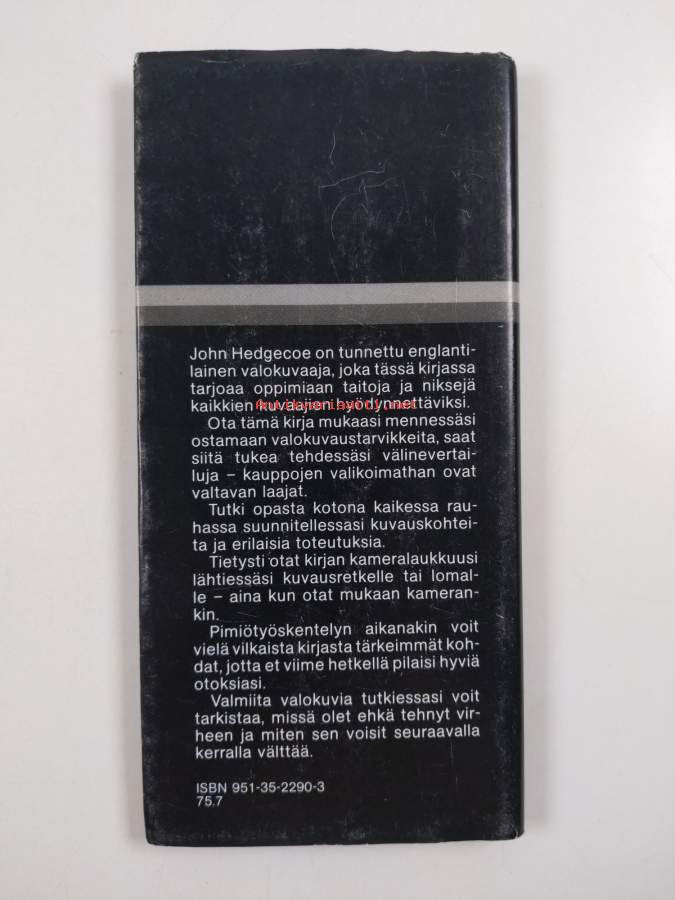 John Hedgecoe on tunnettu englanti-
lainen valokuvaaja, joka tässä kirjassa
tarjoaa oppimiaan taitoja ja niksejä
kaikkien kuvaajien hyödynnettäviksi.
Ota tämä kirja mukaasi mennessäsi
ostamaan valokuvaustarvikkeita, saat
siitä tukea tehdessäsi välinevertai-
luja – kauppojen valikoimathan ovat
valtavan laajat.
Tutki opasta kotona kaikessa rau-
hassa suunnitellessasi kuvauskohtei-
ta ja erilaisia toteutuksia.
Tietysti otat kirjan kameralaukkuusi
lähtiessäsi kuvausretkelle tai lomal-
le – aina kun otat mukaan kameran-
kin.
Pimiötyöskentelyn aikanakin voit
vielä vilkaista kirjasta tärkeimmät koh-
dat, jotta et viime hetkellä pilaisi hyviä
otoksiasi.
Valmiita valokuvia tutkiessasi voit
tarkistaa, missä olet ehkä tehnyt vir-
heen ja miten sen voisit seuraavalla
kerralla välttää.
ISBN 951-35-2290-3
75.7